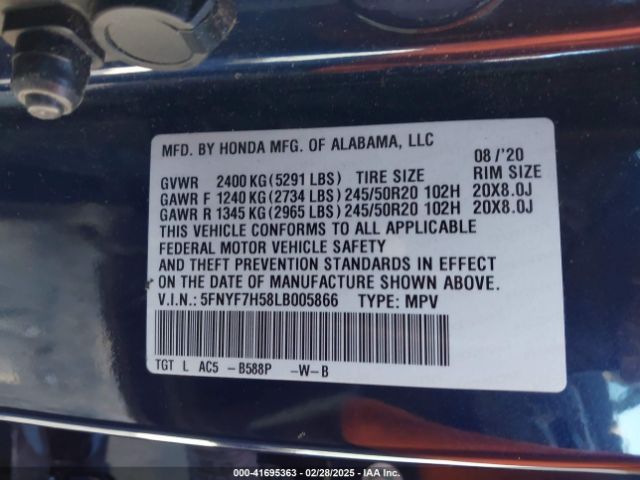 MFD. BY HONDA MFG. OF ALABAMA, LLC 08/'20
GVWR 2400 KG (5291 LBS) TIRE SIZE RIM SIZE
GAWR F 1240 KG (2734 LBS) 245/50R20 102H 20X8.0J
GAWR R 1345 KG (2965 LBS) 245/50R20 102H 20X8.0J
THIS VEHICLE CONFORMS TO ALL APPLICABLE
FEDERAL MOTOR VEHICLE SAFETY
AND THEFT PREVENTION STANDARDS IN EFFECT
ON THE DATE OF MANUFACTURE SHOWN ABOVE.
V.I.N.: 5FNYF7H58LB005866 TYPE: MPV
TGT L AC5 -B588P -W-B
000-41695363 - 02/28/2025 - IAA Inc.